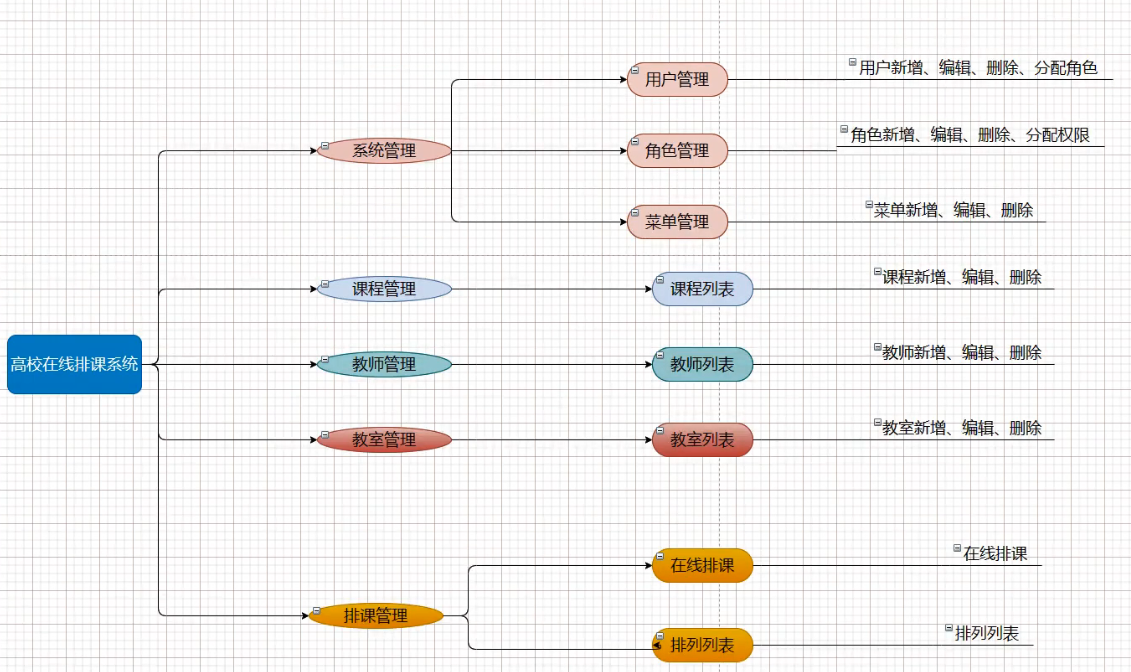 用户管理
用户新增、编辑、删除、分配角色
系统管理
角色管理
角色新增、编辑、删除、分配权限
菜单管理
菜单新增、编辑、删除
课程管理
课程列表
课程新增、编辑、删除
高校在线排课系统
教师管理
教师列表
教师新增、编辑、删除
教室管理
教室列表
教室新增、编辑、删除
在线排课
在线排课
排课管理
排列列表
排列列表